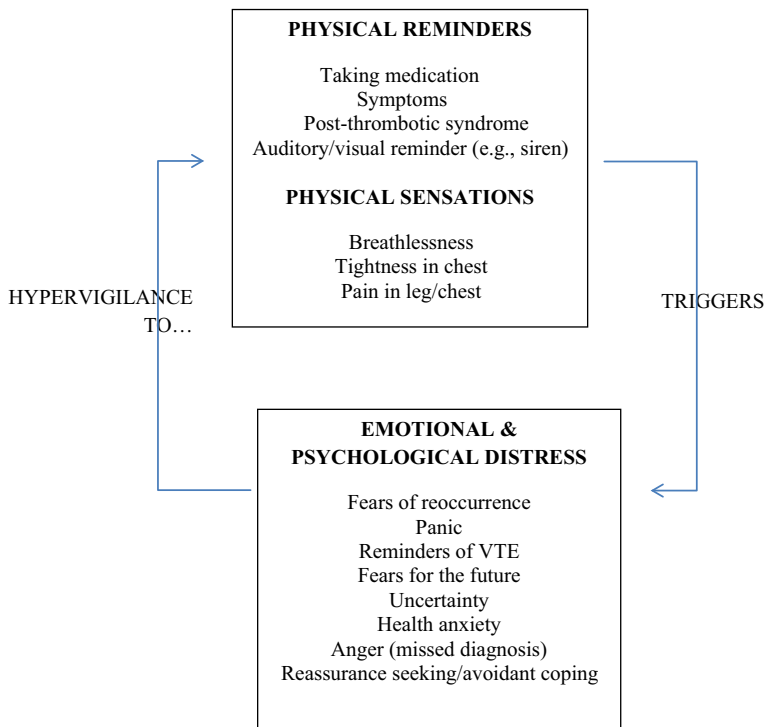 PHYSICAL REMINDERS
Taking medication
Symptoms
Post-thrombotic syndrome
Auditory/visual reminder (e.g., siren)
PHYSICAL SENSATIONS
Breathlessness
Tightness in chest
Pain in leg/chest
HYPERVIGILANCE
TO…
TRIGGERS
EMOTIONAL &
PSYCHOLOGICAL DISTRESS
Fears of reoccurrence
Panic
Reminders of VTE
Fears for the future
Uncertainty
Health anxiety
Anger (missed diagnosis)
Reassurance seeking/avoidant coping